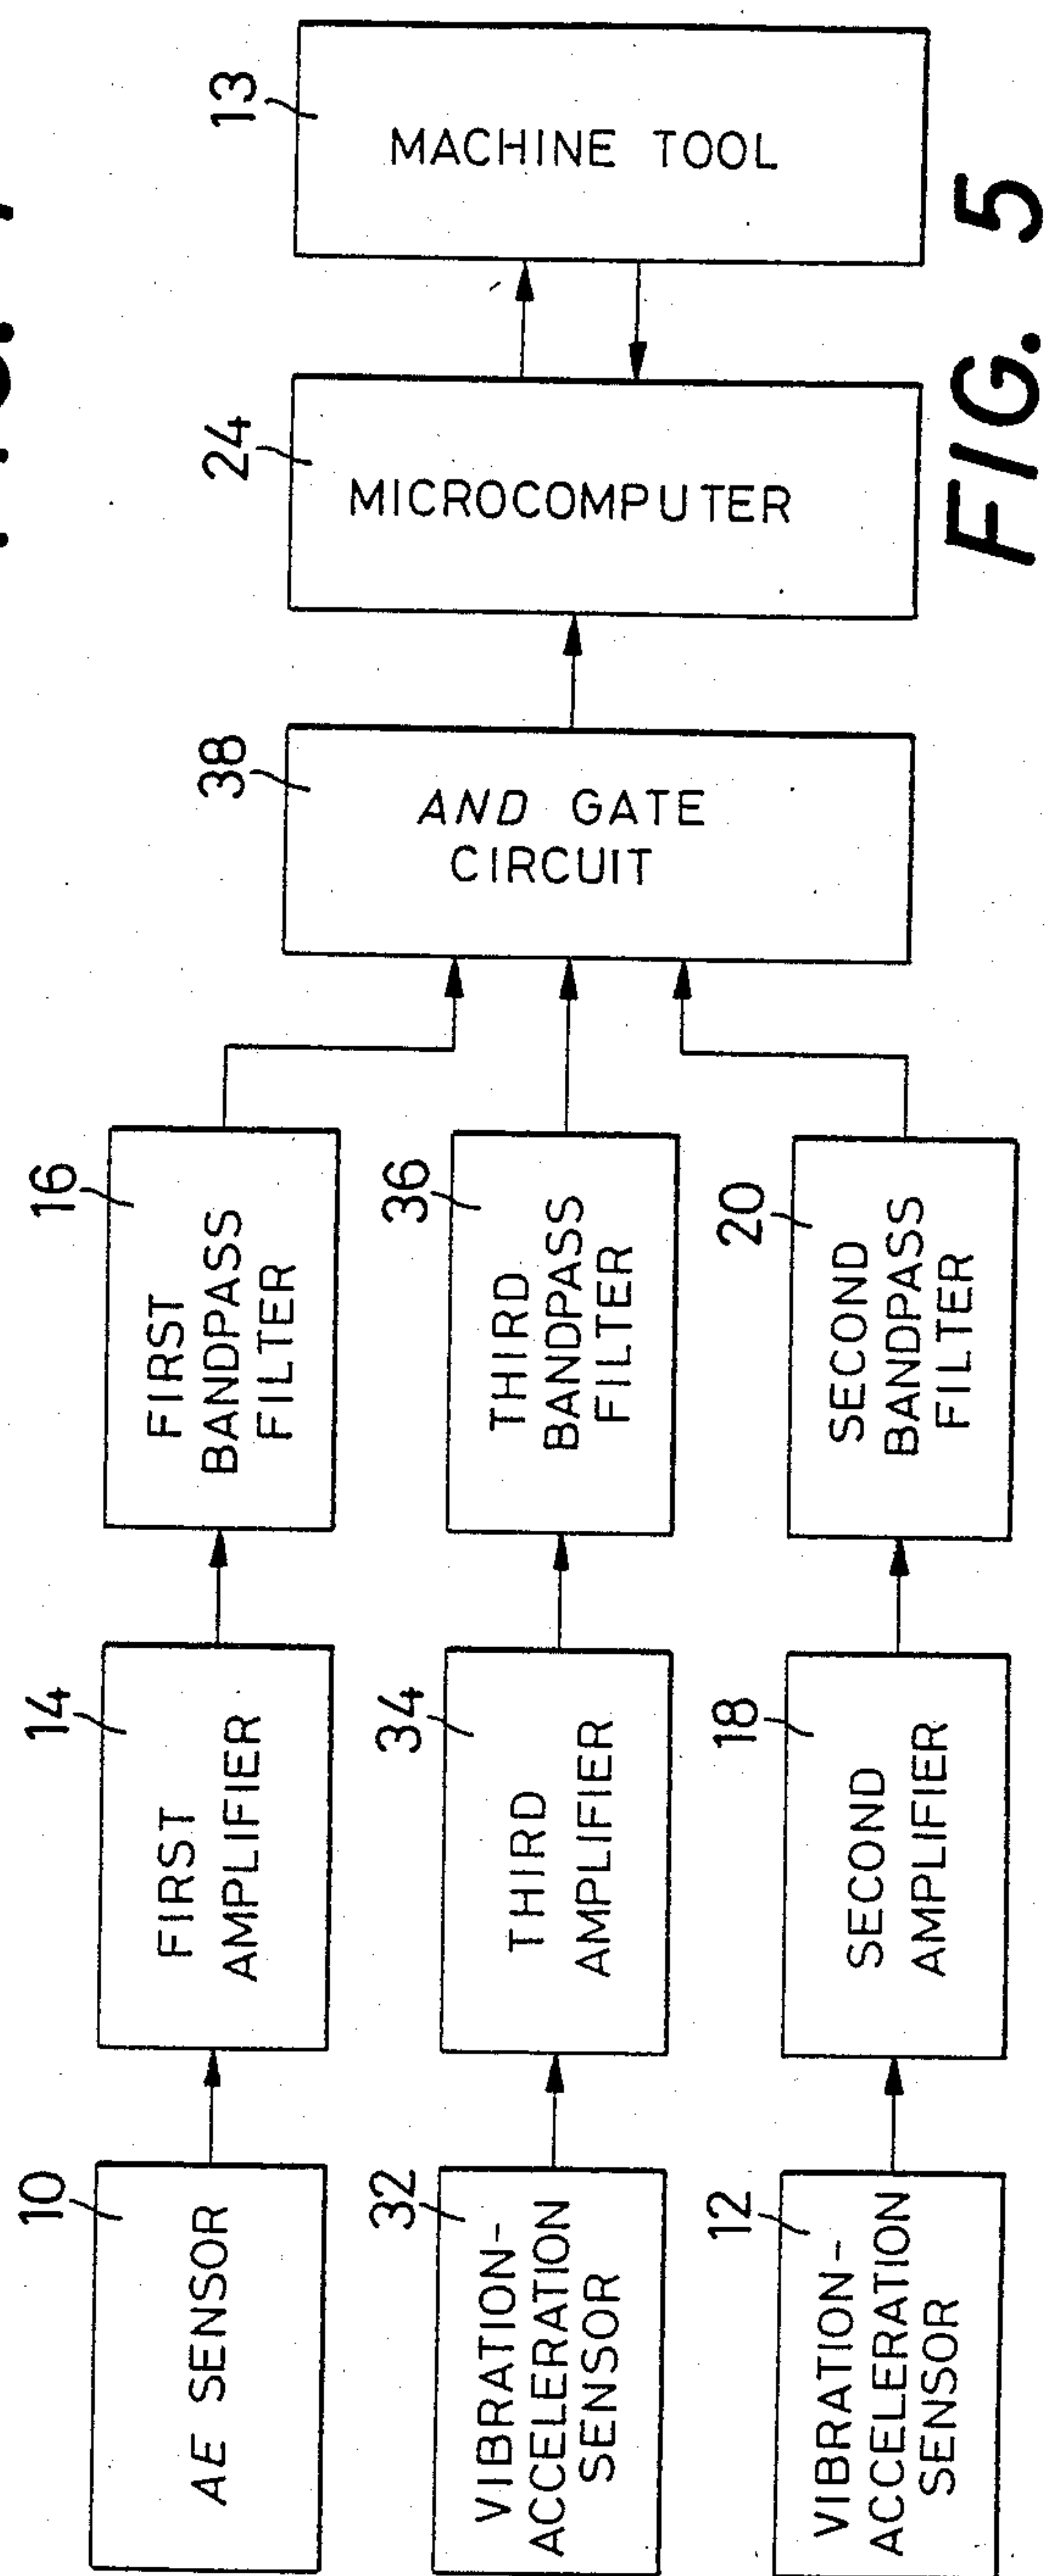 10
AE SENSOR
14
FIRST
AMPLIFIER
16
FIRST
BANDPASS
FILTER
32
VIBRATION-
ACCELERATION
SENSOR
34
THIRD
AMPLIFIER
36
THIRD
BANDPASS
FILTER
12
VIBRATION-
ACCELERATION
SENSOR
18
SECOND
AMPLIFIER
20
SECOND
BANDPASS
FILTER
38
AND GATE
CIRCUIT
24
MICROCOMPUTER
13
MACHINE TOOL
FIG. 5